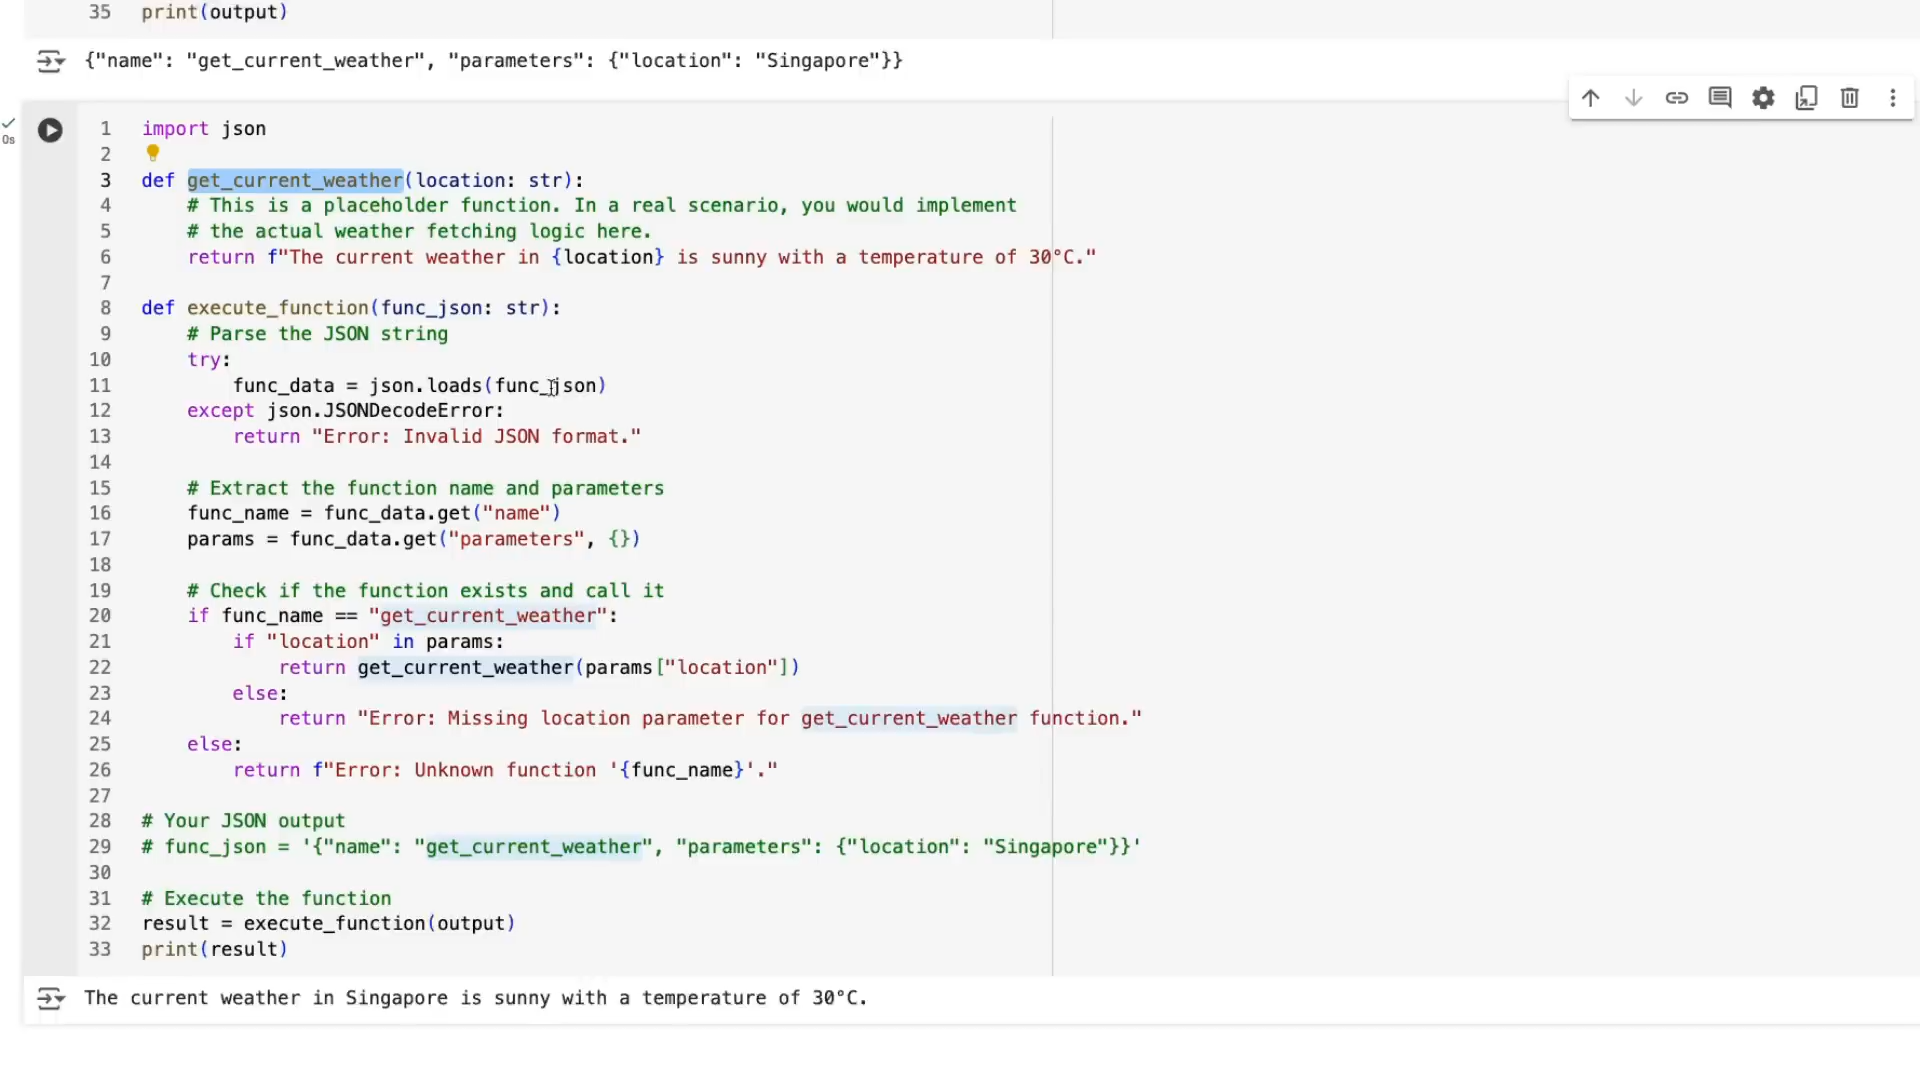 35 print(output)
{"name": "get_current_weather", "parameters": {"location": "Singapore"}}
0s
1 import json
2
3 def get_current_weather(location: str):
4     # This is a placeholder function. In a real scenario, you would implement
5     # the actual weather fetching logic here.
6     return f"The current weather in {location} is sunny with a temperature of 30°C."
7
8 def execute_function(func_json: str):
9     # Parse the JSON string
10     try:
11         func_data = json.loads(func_json)
12     except json.JSONDecodeError:
13         return "Error: Invalid JSON format."
14
15     # Extract the function name and parameters
16     func_name = func_data.get("name")
17     params = func_data.get("parameters", {})
18
19     # Check if the function exists and call it
20     if func_name == "get_current_weather":
21         if "location" in params:
22             return get_current_weather(params["location"])
23         else:
24             return "Error: Missing location parameter for get_current_weather function."
25     else:
26         return f"Error: Unknown function '{func_name}'."
27
28 # Your JSON output
29 # func_json = '{"name": "get_current_weather", "parameters": {"location": "Singapore"}}'
30
31 # Execute the function
32 result = execute_function(output)
33 print(result)
The current weather in Singapore is sunny with a temperature of 30°C.